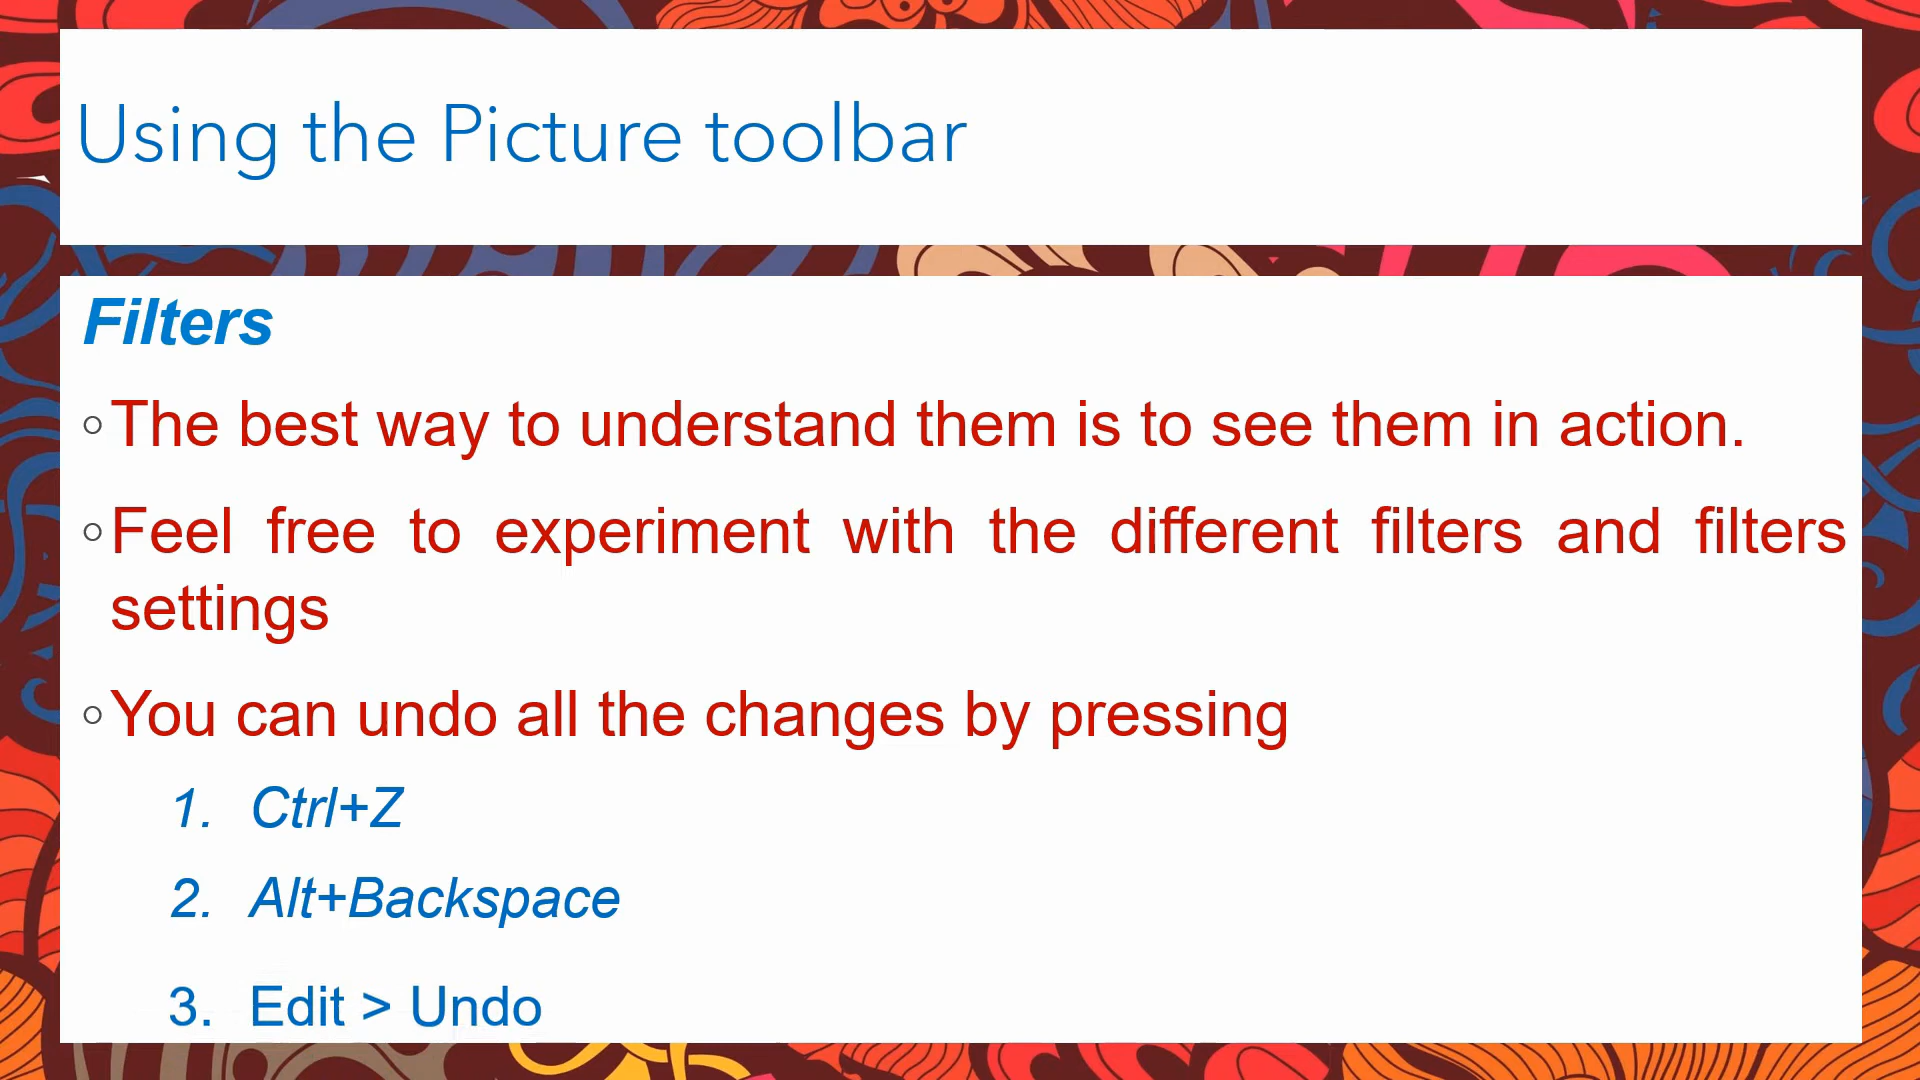 Using the Picture toolbar
Filters
◦The best way to understand them is to see them in action.
◦Feel free to experiment with the different filters and filters
settings
◦You can undo all the changes by pressing
1. Ctrl+Z
2. Alt+Backspace
3. Edit > Undo